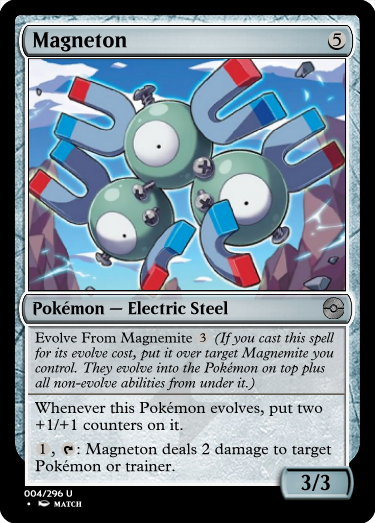 Magneton 5
Pokémon — Electric Steel
Evolve From Magnemite 3 (If you cast this spell
for its evolve cost, put it over target Magnemite you
control. They evolve into the Pokémon on top plus
all non-evolve abilities from under it.)
Whenever this Pokémon evolves, put two
+1/+1 counters on it.
1, : Magneton deals 2 damage to target
Pokémon or trainer.
3/3
004/296 U
• MATCH